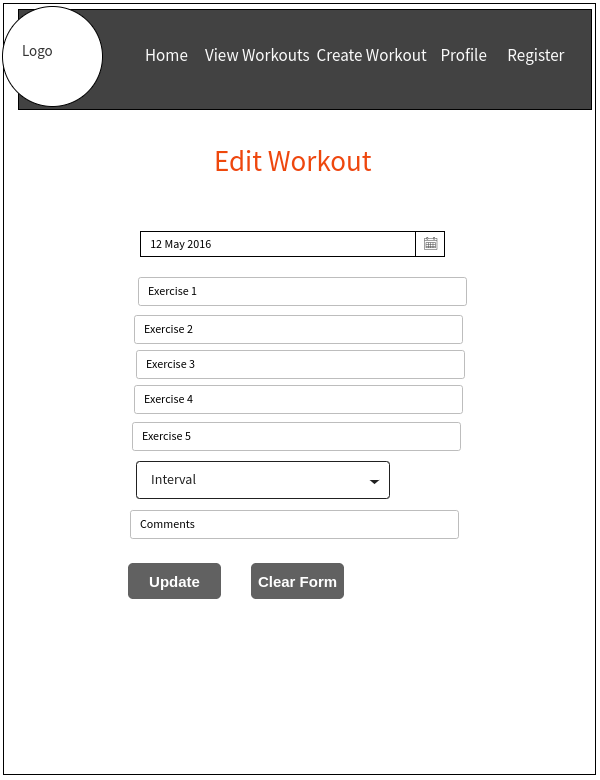 Logo
Home View Workouts Create Workout Profile Register
Edit Workout
12 May 2016
Exercise 1
Exercise 2
Exercise 3
Exercise 4
Exercise 5
Interval
Comments
Update Clear Form